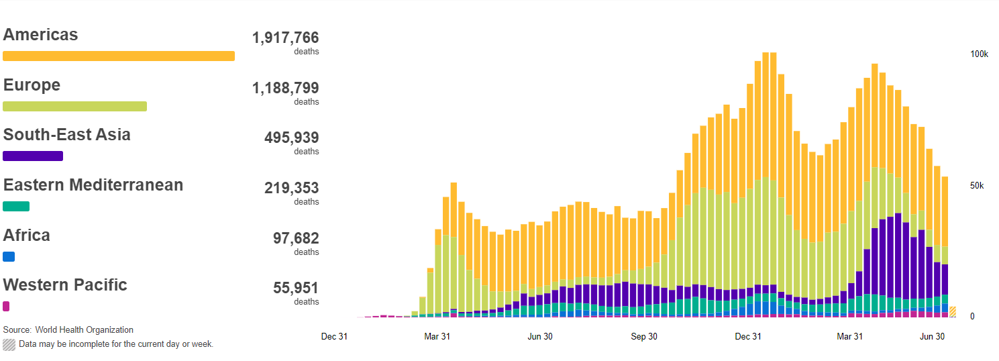 Americas
1,917,766
deaths
Europe
1,188,799
deaths
South-East Asia
495,939
deaths
Eastern Mediterranean
219,353
deaths
Africa
97,682
deaths
Western Pacific
55,951
deaths
Source: World Health Organization
Data may be incomplete for the current day or week.
100k
50k
0
Dec 31 Mar 31 Jun 30 Sep 30 Dec 31 Mar 31 Jun 30